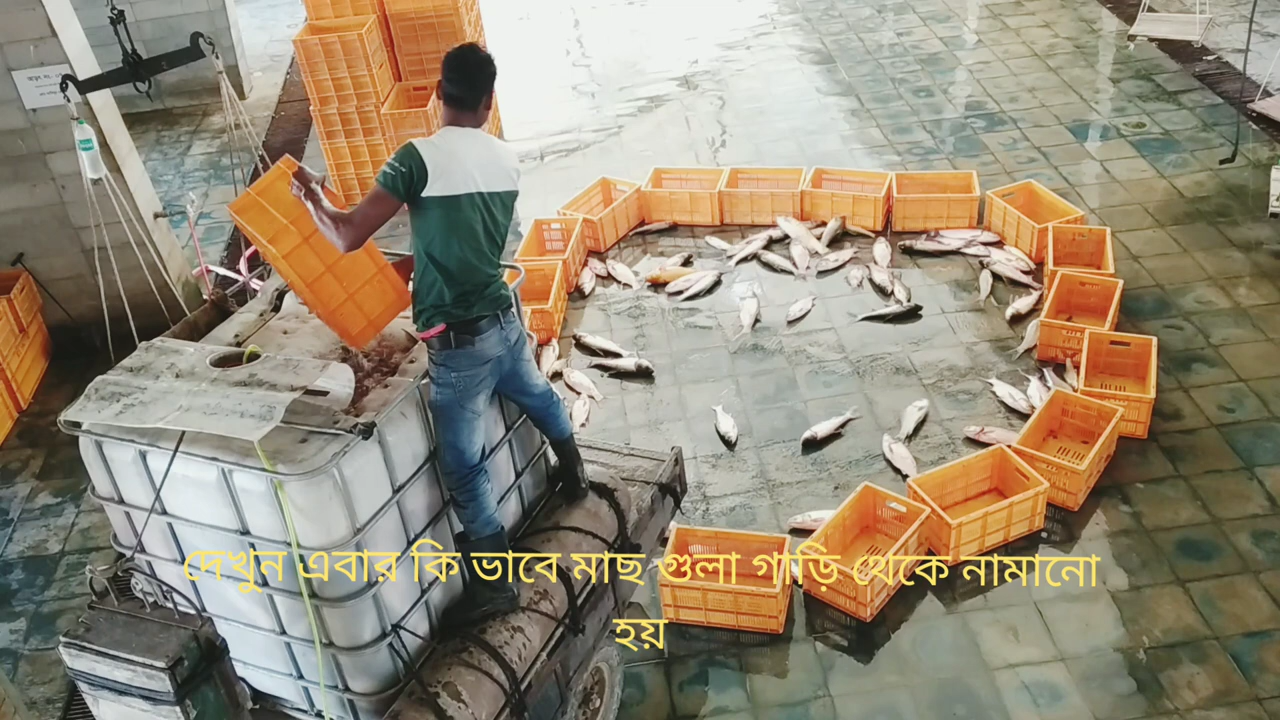 দেখুন এবার কি ভাবে মাছ গুলা গাড়ি থেকে নামানো
হয়